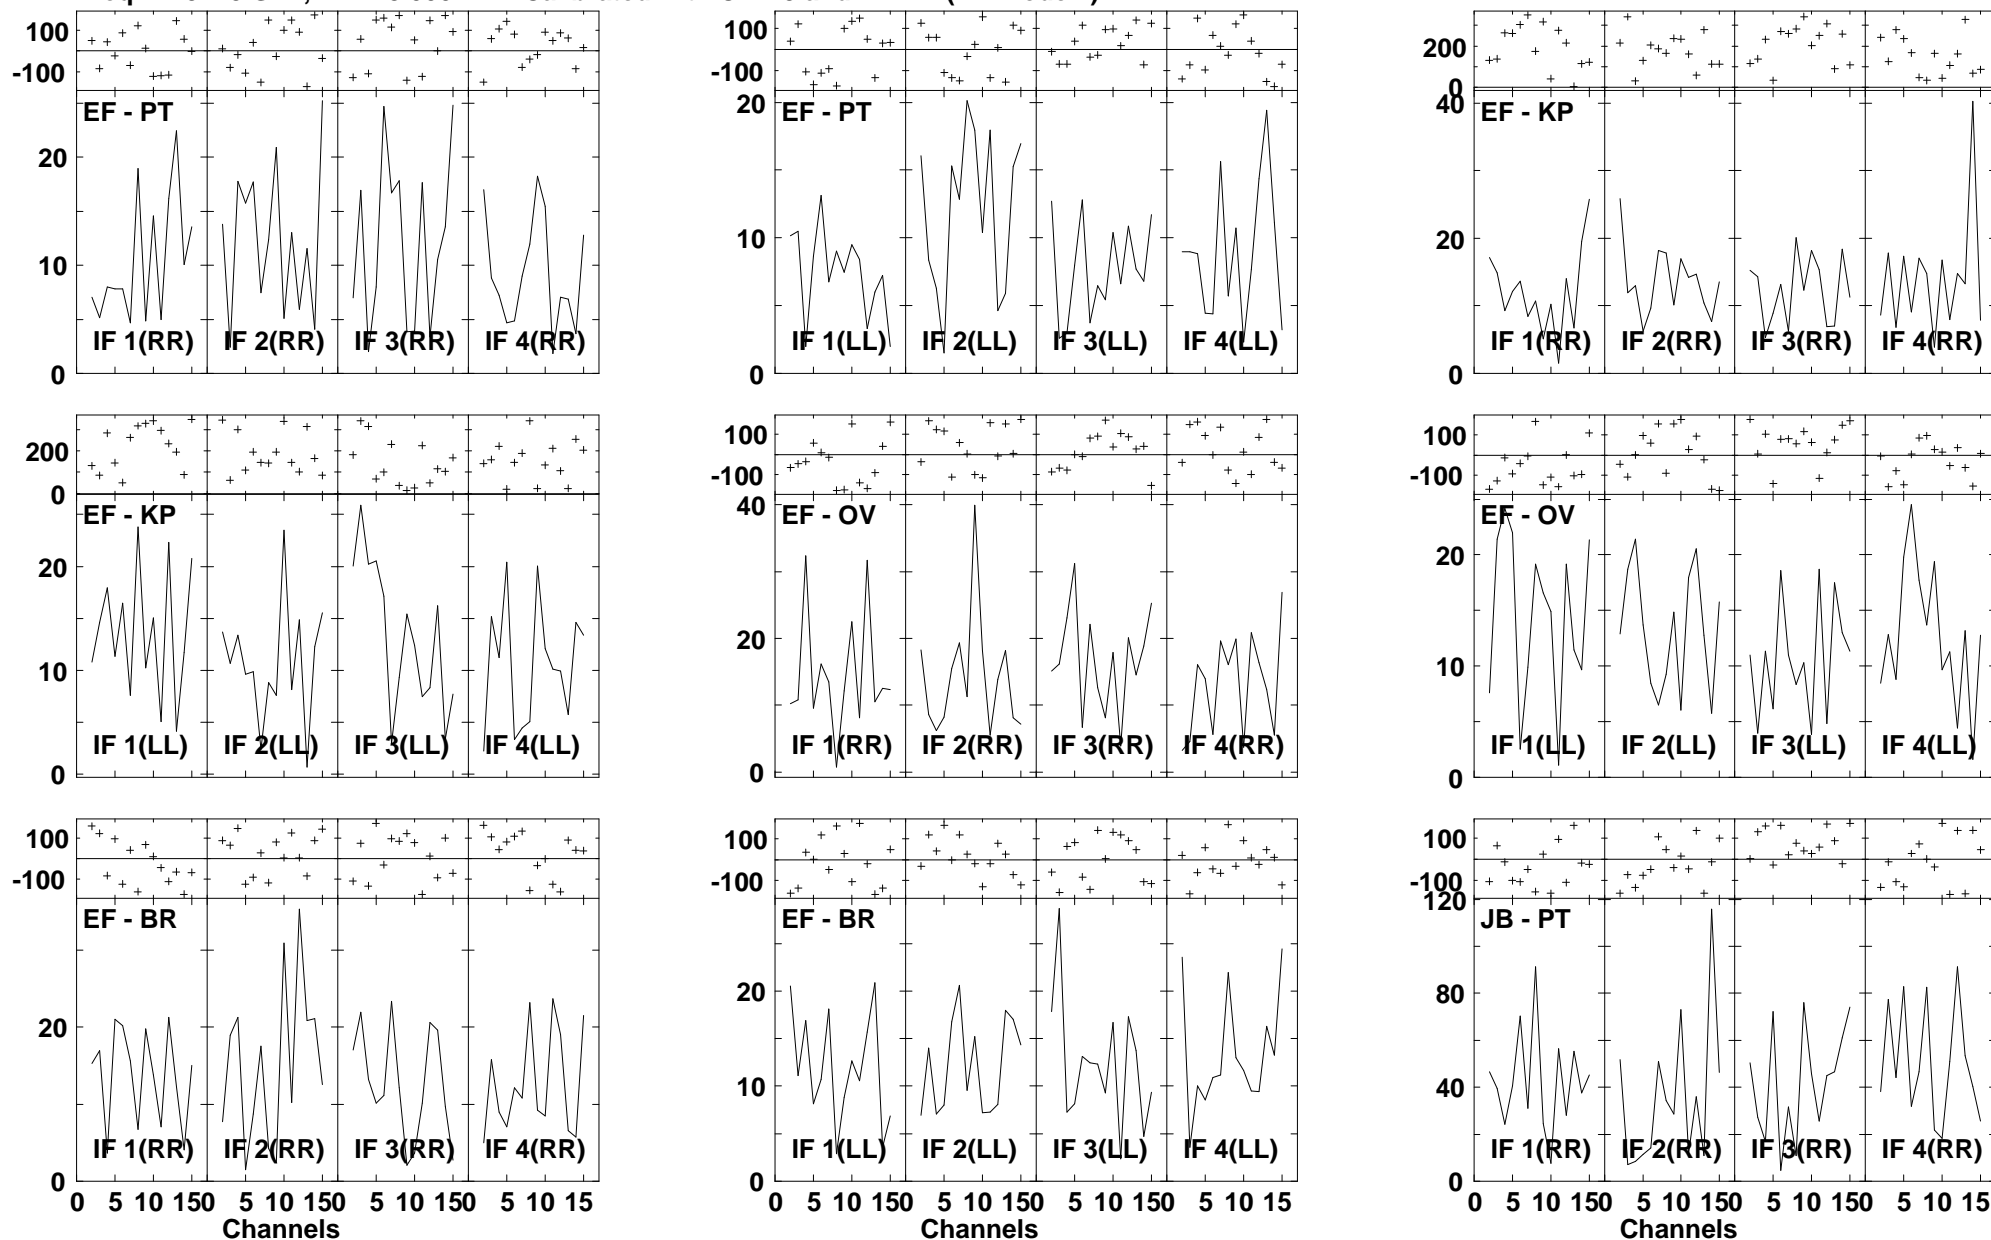 100
-100
EF - PT
20
10
0
IF 1(RR) IF 2(RR) IF 3(RR) IF 4(RR)
100
-100
EF - PT
20
10
0
IF 1(LL) IF 2(LL) IF 3(LL) IF 4(LL)
200
0
EF - KP
40
20
0
IF 1(RR) IF 2(RR) IF 3(RR) IF 4(RR)
200
0
EF - KP
20
10
0
IF 1(LL) IF 2(LL) IF 3(LL) IF 4(LL)
100
-100
EF - OV
40
20
0
IF 1(RR) IF 2(RR) IF 3(RR) IF 4(RR)
100
-100
EF - OV
20
10
0
IF 1(LL) IF 2(LL) IF 3(LL) IF 4(LL)
100
-100
EF - BR
20
0
IF 1(RR) IF 2(RR) IF 3(RR) IF 4(RR)
0 5 10 15 0 5 10 15 0 5 10 15 0 5 10 15
Channels
100
-100
EF - BR
20
10
0
IF 1(LL) IF 2(LL) IF 3(LL) IF 4(LL)
0 5 10 15 0 5 10 15 0 5 10 15 0 5 10 15
Channels
100
-100
JB - PT
120
80
40
0
IF 1(RR) IF 2(RR) IF 3(RR) IF 4(RR)
0 5 10 15 0 5 10 15 0 5 10 15 0 5 10 15
Channels